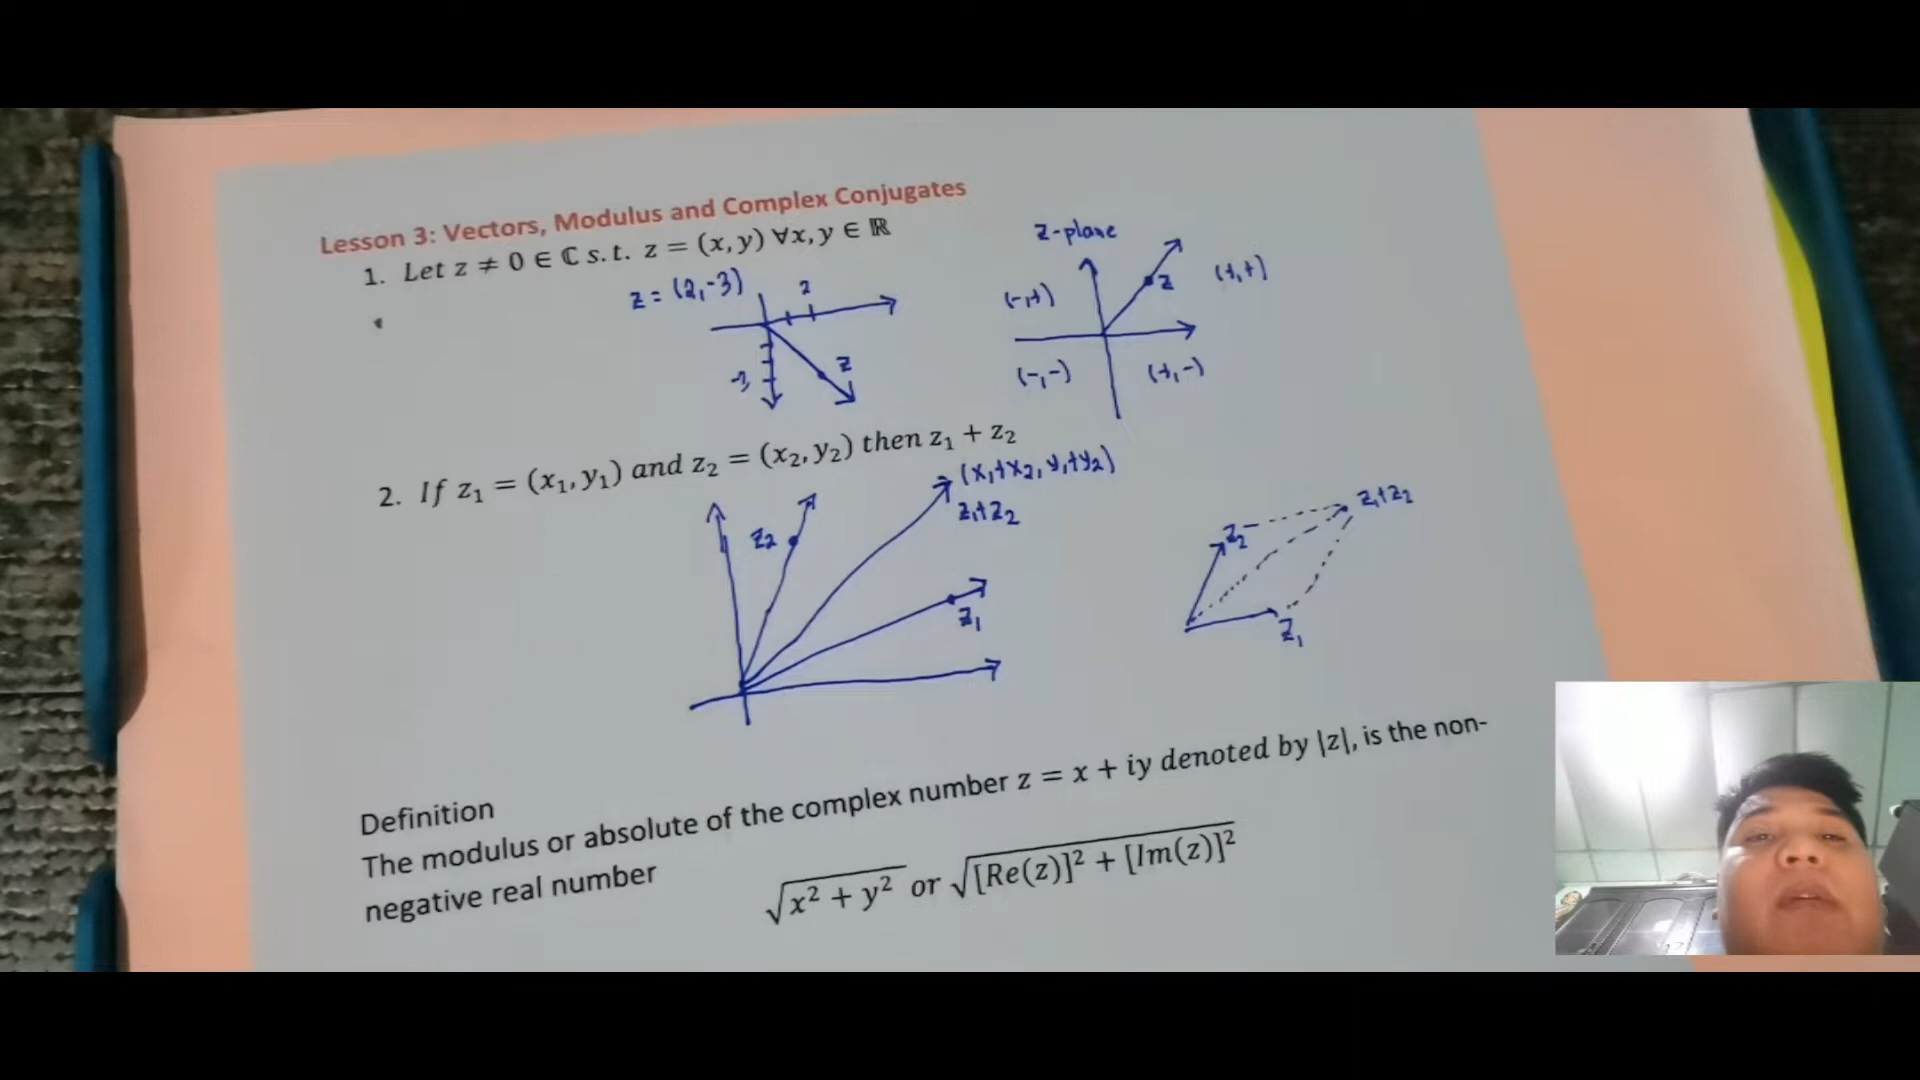 Lesson 3: Vectors, Modulus and Complex Conjugates
1. Let z ≠ 0 ∈ ℂ s.t. z = (x, y) ∀x, y ∈ ℝ
z = (2,-3)
2
-3
z
z-plane
(-,+)
z
(+,+)
(-,-)
(+,-)
2. If z₁ = (x₁, y₁) and z₂ = (x₂, y₂) then z₁ + z₂
(x₁+x₂, y₁+y₂)
z₁+z₂
z₂
z₁
z₂
z₁+z₂
z₁
Definition
The modulus or absolute of the complex number z = x + iy denoted by |z|, is the non-
negative real number
√(x² + y²) or √([Re(z)]² + [Im(z)]²)